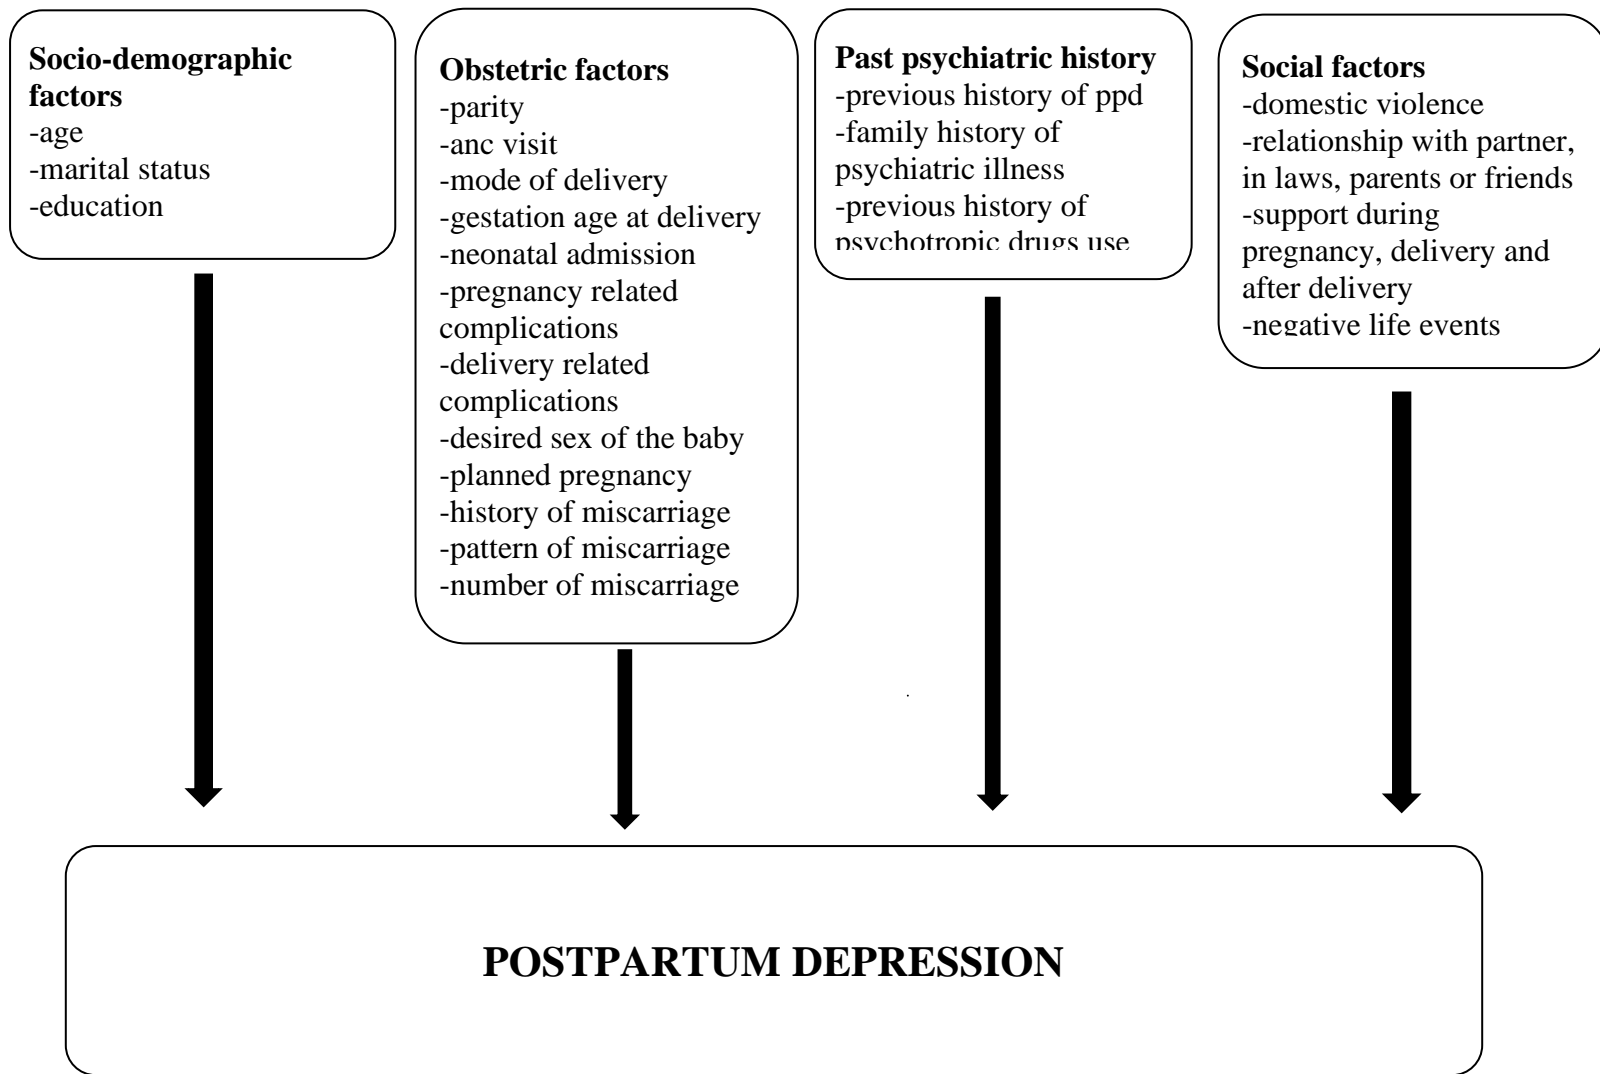 Socio-demographic
factors
-age
-marital status
-education
Obstetric factors
-parity
-anc visit
-mode of delivery
-gestation age at delivery
-neonatal admission
-pregnancy related
complications
-delivery related
complications
-desired sex of the baby
-planned pregnancy
-history of miscarriage
-pattern of miscarriage
-number of miscarriage
Past psychiatric history
-previous history of ppd
-family history of
psychiatric illness
-previous history of
psychotropic drugs use
Social factors
-domestic violence
-relationship with partner,
in laws, parents or friends
-support during
pregnancy, delivery and
after delivery
-negative life events
POSTPARTUM DEPRESSION